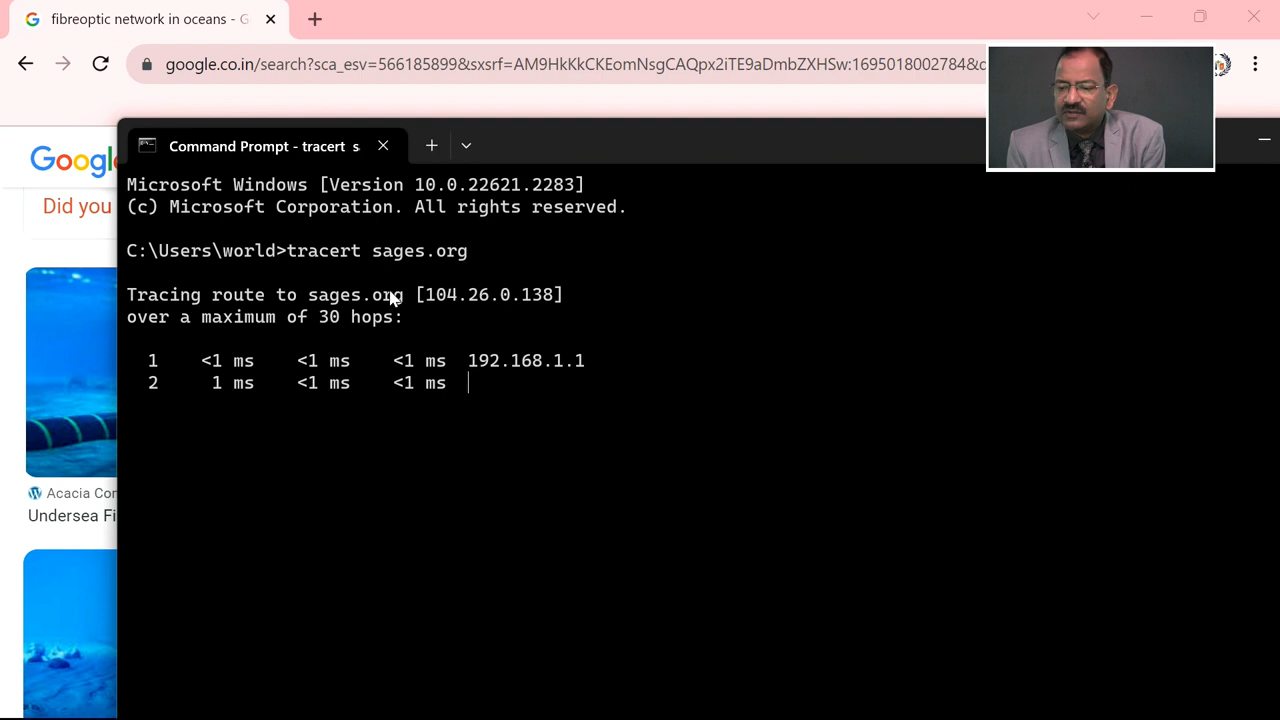 fibreoptic network in oceans - G
google.co.in/search?sca_esv=566185899&sxsrf=AM9HkKkCKEomNsgCAQpx2iTE9aDmbZXHSw:1695018002784&
Googl
Did you
Command Prompt - tracert s
Microsoft Windows [Version 10.0.22621.2283]
(c) Microsoft Corporation. All rights reserved.
C:\Users\world>tracert sages.org
Tracing route to sages.org [104.26.0.138]
over a maximum of 30 hops:
1 <1 ms <1 ms <1 ms 192.168.1.1
2 1 ms <1 ms <1 ms
Acacia Con
Undersea Fi